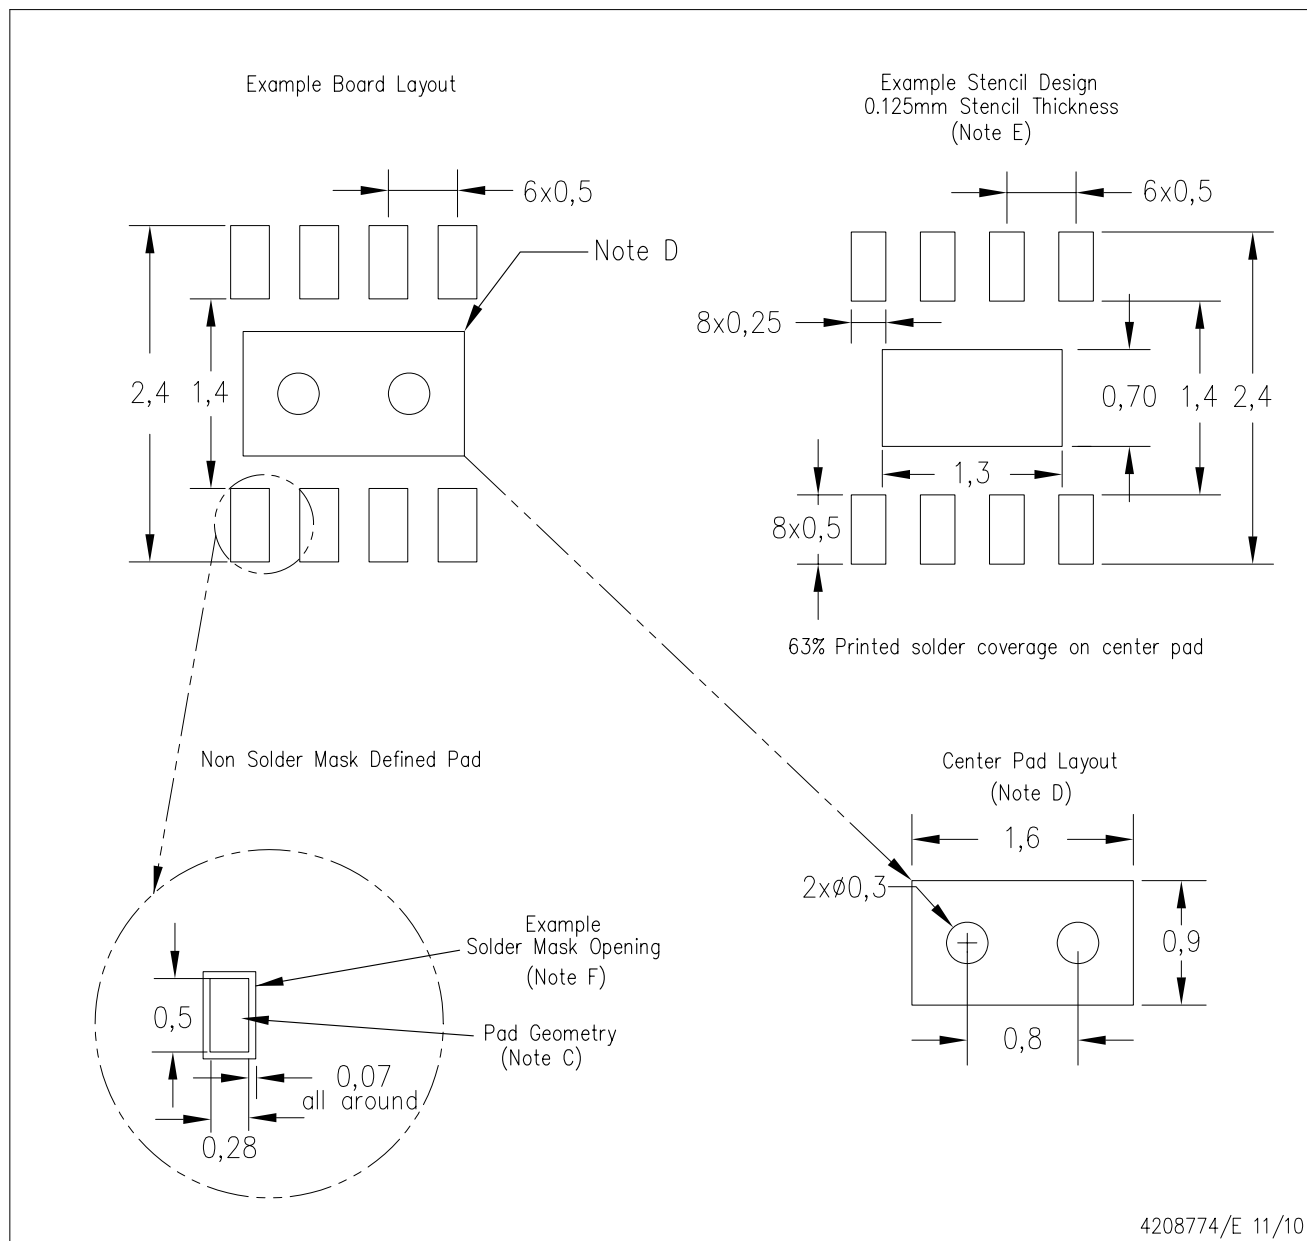 Example Board Layout
6x0,5
Note D
2,4
1,4
Example Stencil Design
0.125mm Stencil Thickness
(Note E)
6x0,5
8x0,25
0,70
1,4
2,4
1,3
8x0,5
63% Printed solder coverage on center pad
Non Solder Mask Defined Pad
Example
Solder Mask Opening
(Note F)
0,5
Pad Geometry
(Note C)
0,07
all around
0,28
Center Pad Layout
(Note D)
1,6
2xø0,3
0,9
0,8
4208774/E 11/10